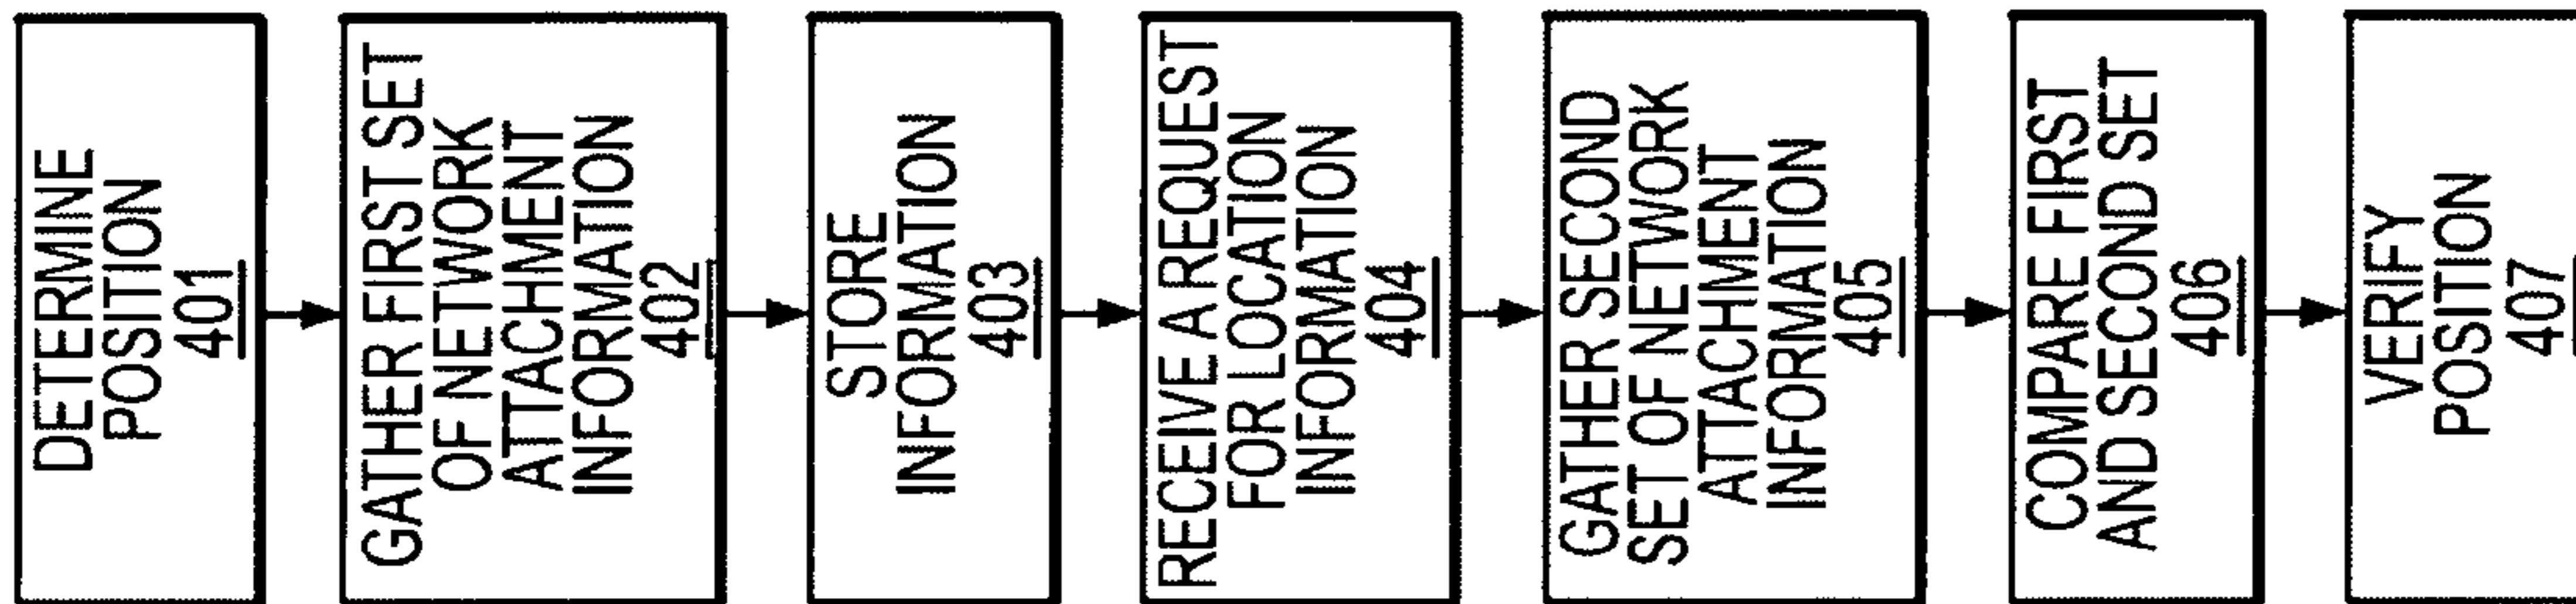 DETERMINE
POSITION
401
GATHER FIRST SET
OF NETWORK
ATTACHMENT
INFORMATION
402
STORE
INFORMATION
403
RECEIVE A REQUEST
FOR LOCATION
INFORMATION
404
GATHER SECOND
SET OF NETWORK
ATTACHMENT
INFORMATION
405
COMPARE FIRST
AND SECOND SET
406
VERIFY
POSITION
407